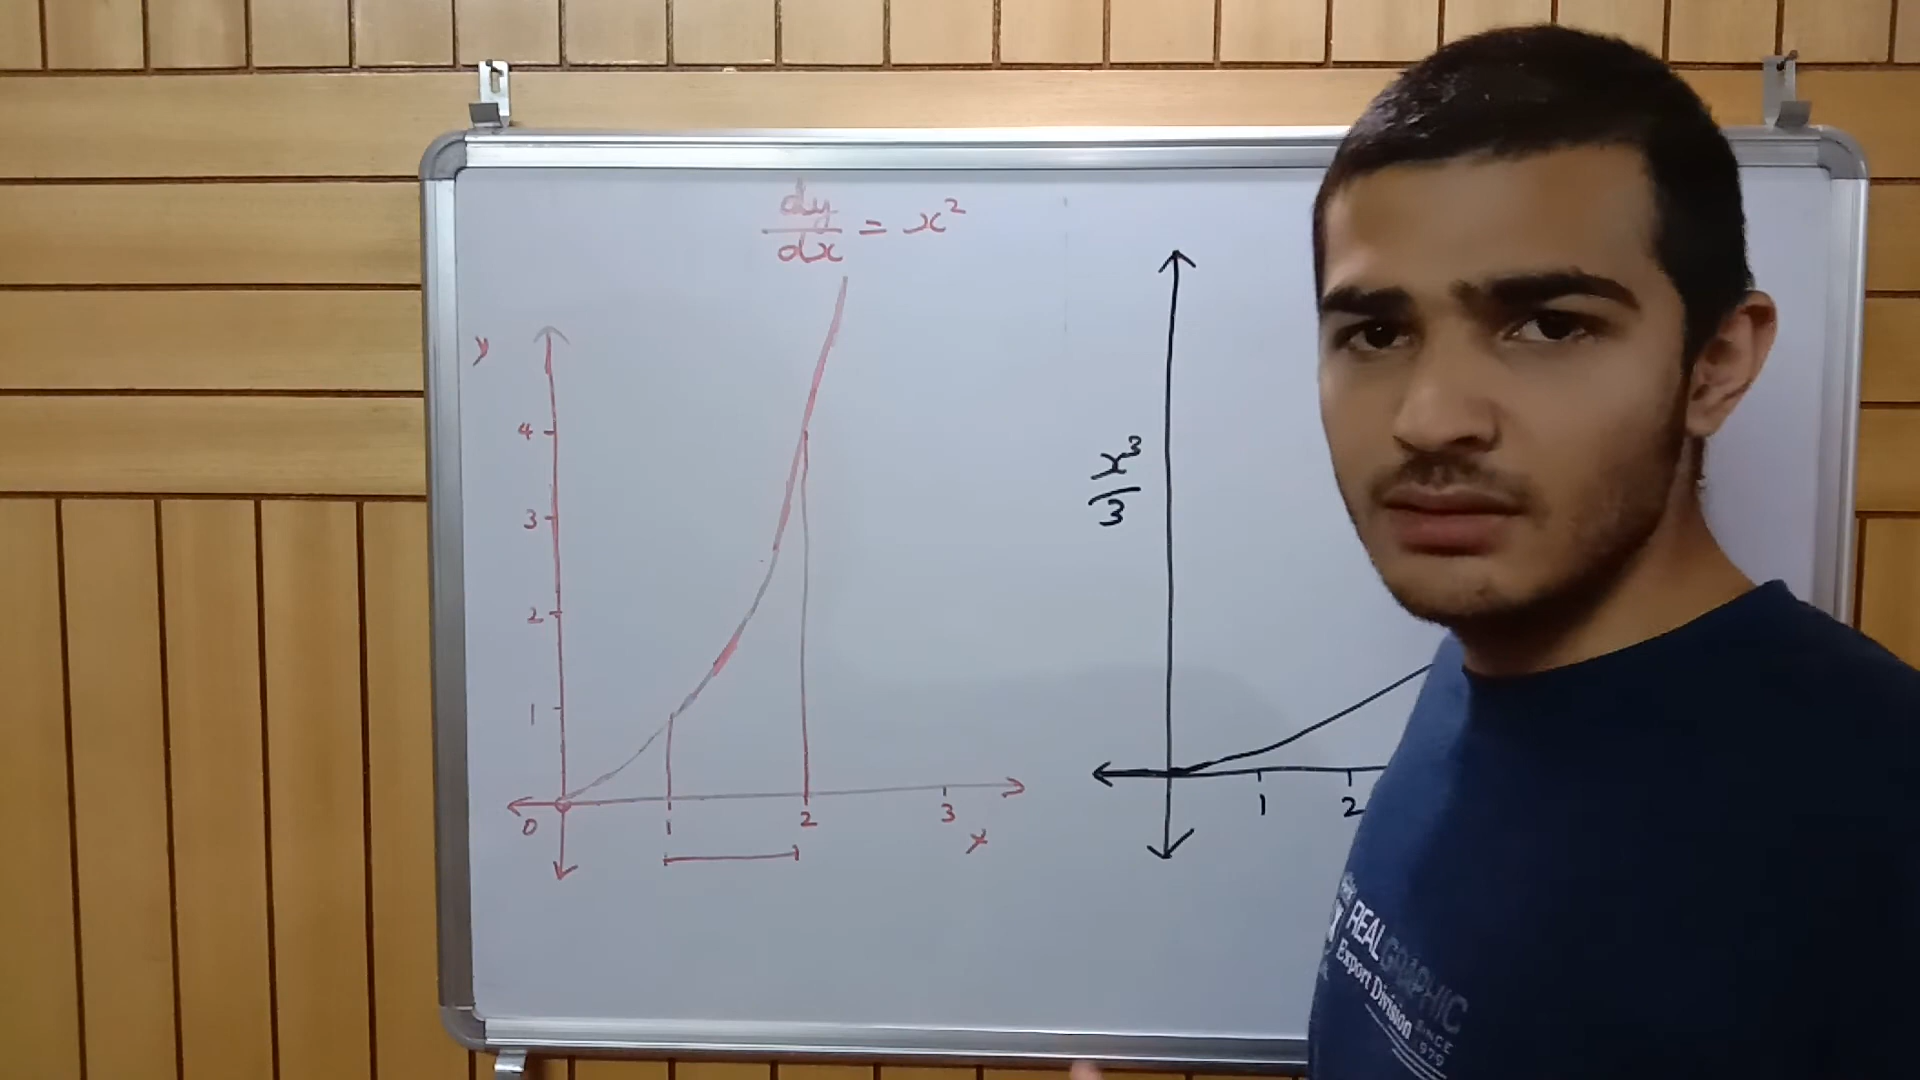 dy/dx = x²
y
4
3
2
1
0
1
2
3
x
x³/3
1
2
REAL GRAPHIC
Export Division
SINCE
1979